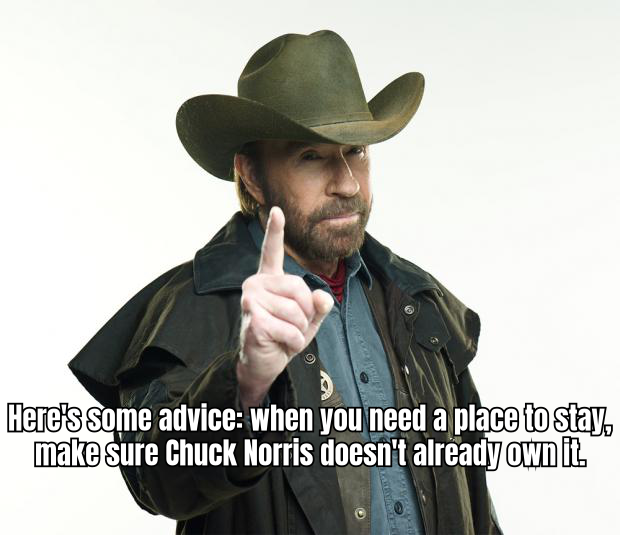 Here's some advice: when you need a place to stay,
make sure Chuck Norris doesn't already own it.